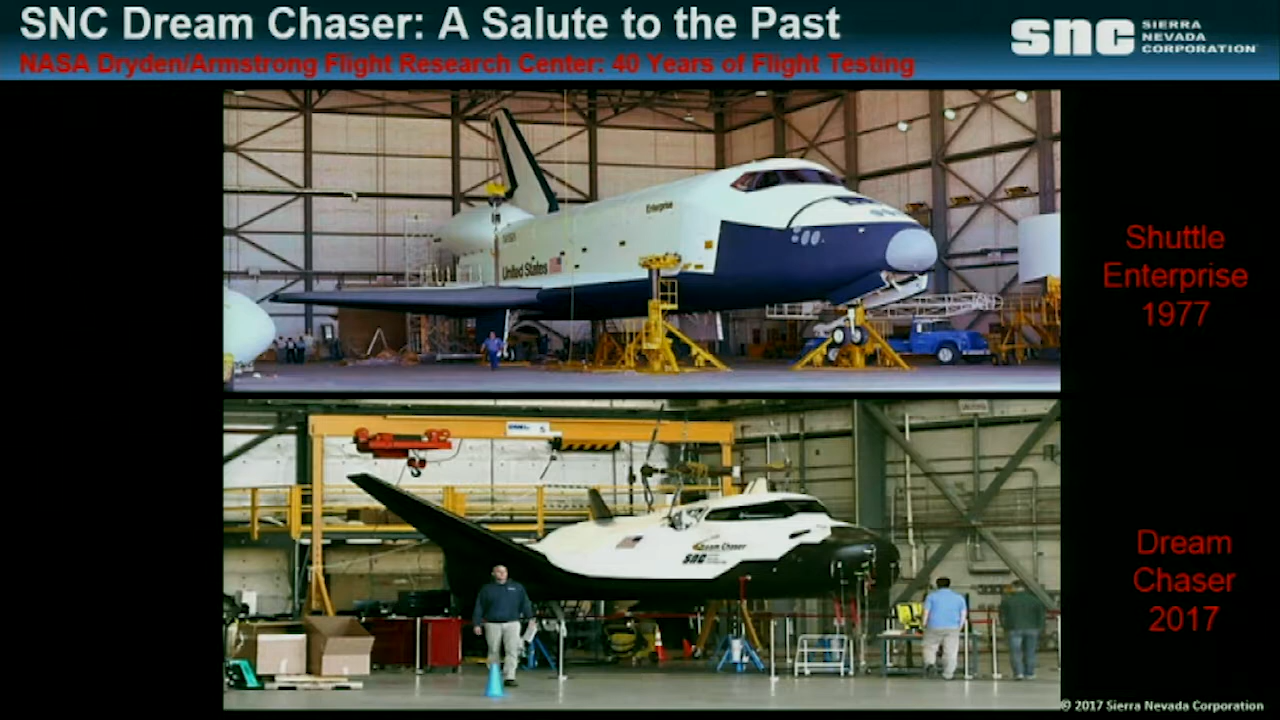 SNC Dream Chaser: A Salute to the Past
NASA Dryden/Armstrong Flight Research Center: 40 Years of Flight Testing
snc SIERRA
NEVADA
CORPORATION
Enterprise
United States
Shuttle
Enterprise
1977
Dream Chaser
snc
Dream
Chaser
2017
© 2017 Sierra Nevada Corporation